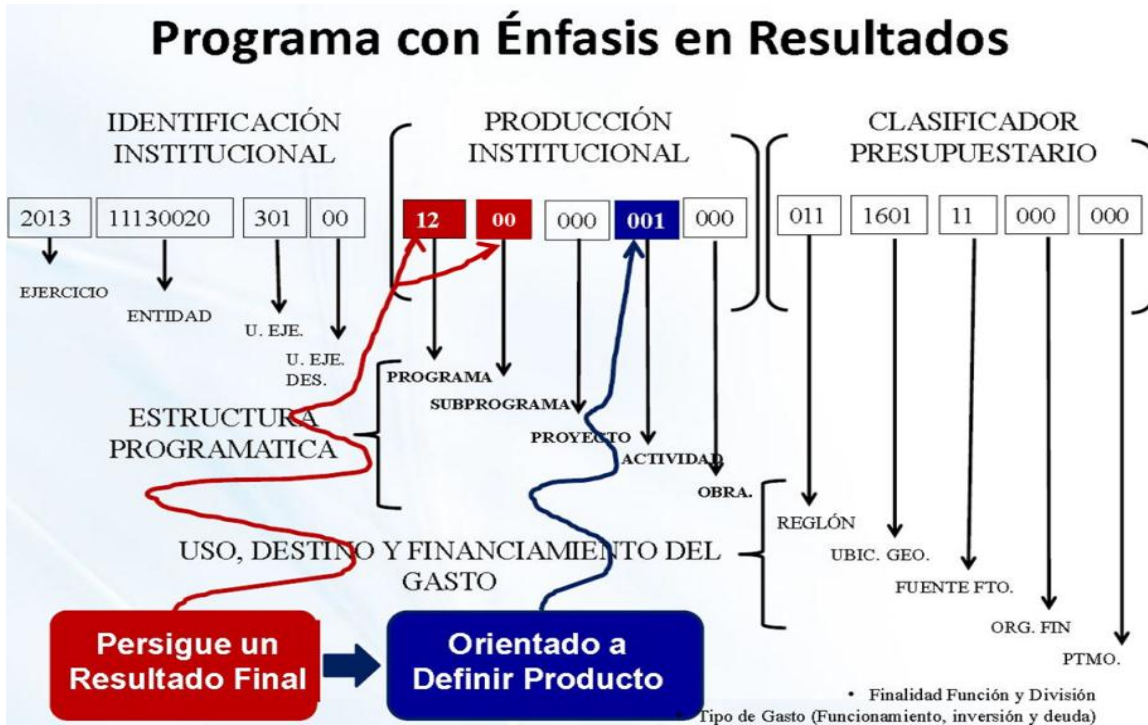 Programa con Énfasis en Resultados
IDENTIFICACIÓN
INSTITUCIONAL
PRODUCCIÓN
INSTITUCIONAL
CLASIFICADOR
PRESUPUESTARIO
2013 11130020 301 00 12 00 000 001 000 011 1601 11 000 000
EJERCICIO
ENTIDAD
U. EJE.
U. EJE.
DES.
PROGRAMA
SUBPROGRAMA
PROYECTO
ACTIVIDAD
OBRA.
ESTRUCTURA
PROGRAMATICA
REGLÓN
UBIC. GEO.
FUENTE FTO.
ORG. FIN
PTMO.
USO, DESTINO Y FINANCIAMIENTO DEL
GASTO
Persigue un
Resultado Final
Orientado a
Definir Producto
• Finalidad Función y División
• Tipo de Gasto (Funcionamiento, inversión y deuda)